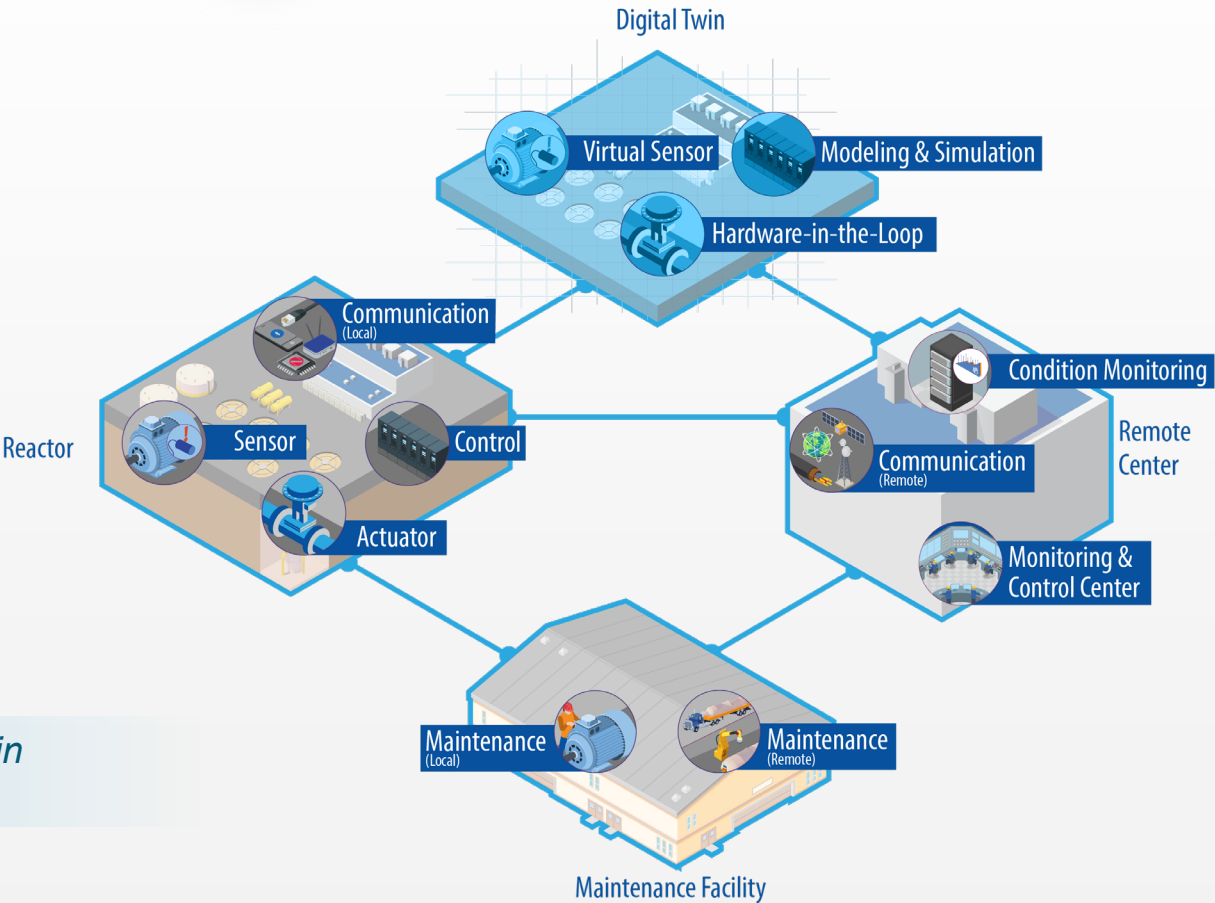 Digital Twin
Virtual Sensor
Modeling & Simulation
Hardware-in-the-Loop
Communication
(Local)
Condition Monitoring
Reactor
Sensor
Control
Communication
(Remote)
Remote
Center
Actuator
Monitoring &
Control Center
in
Maintenance
(Local)
Maintenance
(Remote)
Maintenance Facility